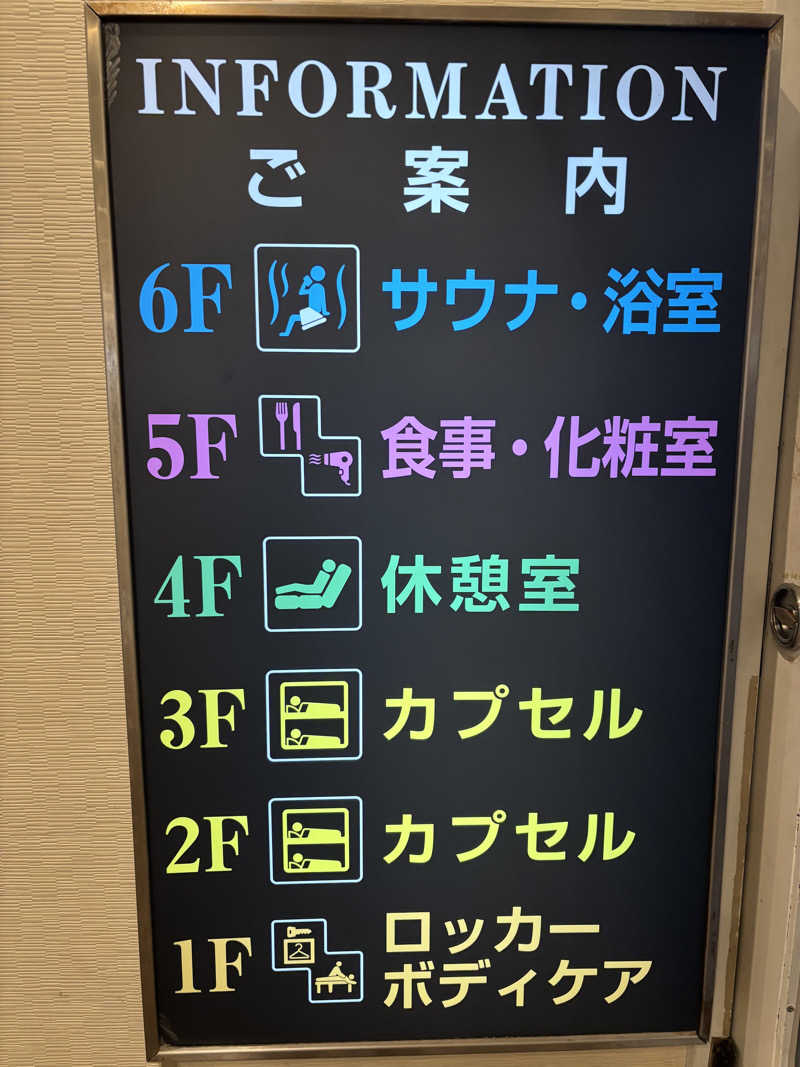 INFORMATION
ご案内
6F サウナ・浴室
5F 食事・化粧室
4F 休憩室
3F カプセル
2F カプセル
1F ロッカー
ボディケア